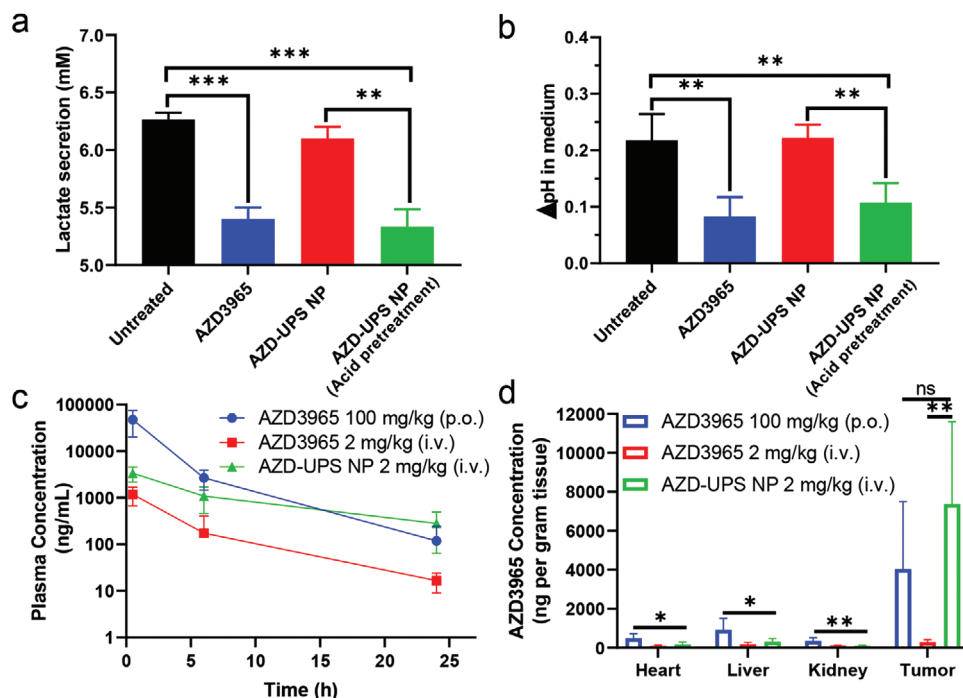 a
Lactate secretion (mM)
6.5
6.0
5.5
5.0
***
***
**
Untreated
AZD3965
AZD-UPS NP
AZD-UPS NP
(Acid pretreatment)
b
▲pH in medium
0.4
0.3
0.2
0.1
0.0
**
**
**
Untreated
AZD3965
AZD-UPS NP
AZD-UPS NP
(Acid pretreatment)
c
Plasma Concentration
(ng/mL)
100000
10000
1000
100
10
1
AZD3965 100 mg/kg (p.o.)
AZD3965 2 mg/kg (i.v.)
AZD-UPS NP 2 mg/kg (i.v.)
0
5
10
15
20
25
Time (h)
d
AZD3965 Concentration
(ng per gram tissue)
12000
10000
8000
6000
4000
2000
0
AZD3965 100 mg/kg (p.o.)
AZD3965 2 mg/kg (i.v.)
AZD-UPS NP 2 mg/kg (i.v.)
ns
**
*
*
**
Heart
Liver
Kidney
Tumor